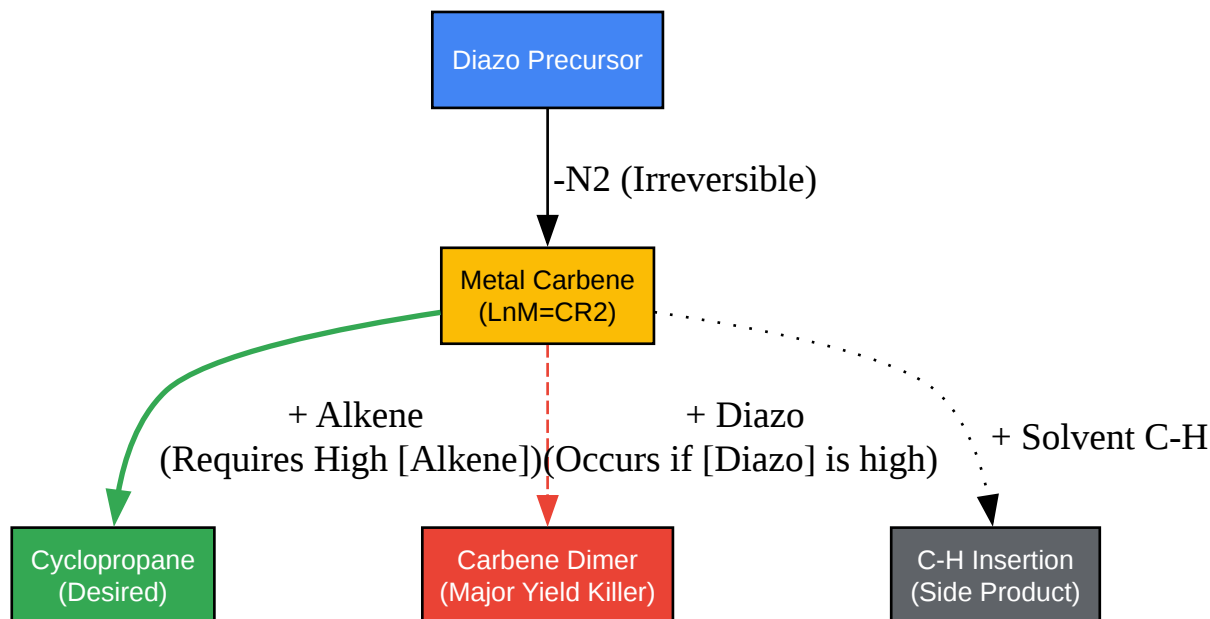 Diazo Precursor
-N2 (Irreversible)
Metal Carbene
(LnM=CR2)
+ Alkene
(Requires High [Alkene])
+ Diazo
(Occurs if [Diazo] is high)
+ Solvent C-H
Cyclopropane
(Desired)
Carbene Dimer
(Major Yield Killer)
C-H Insertion
(Side Product)